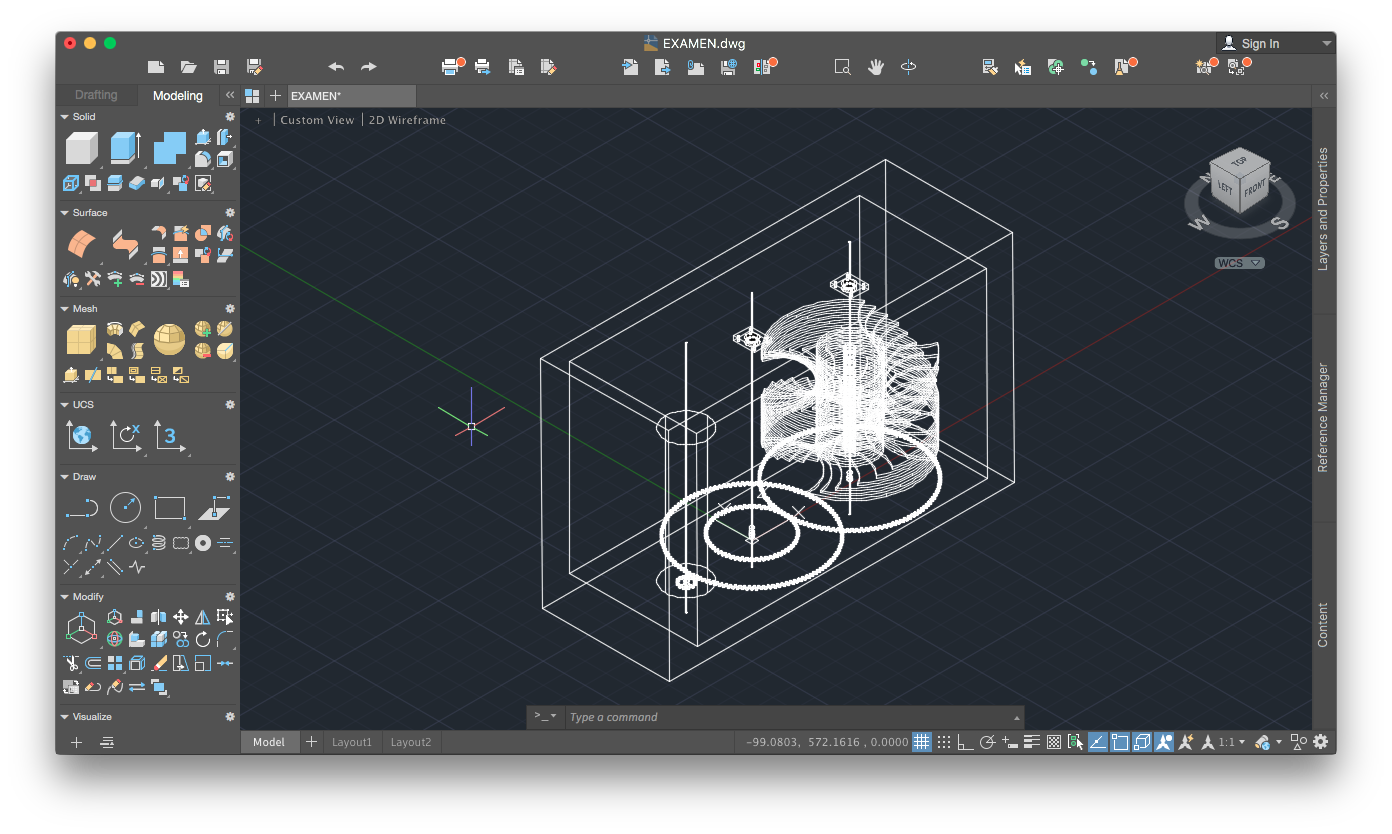 EXAMEN.dwg
Sign In
Drafting
Modeling
EXAMEN*
+ | Custom View | 2D Wireframe
Solid
Surface
Mesh
UCS
X
3
Draw
Modify
Visualize
TOP
LEFT
FRONT
N
E
W
S
WCS
Layers and Properties
Reference Manager
Content
>_
Type a command
Model
Layout1
Layout2
-99.0803, 572.1616 , 0.0000
1:1